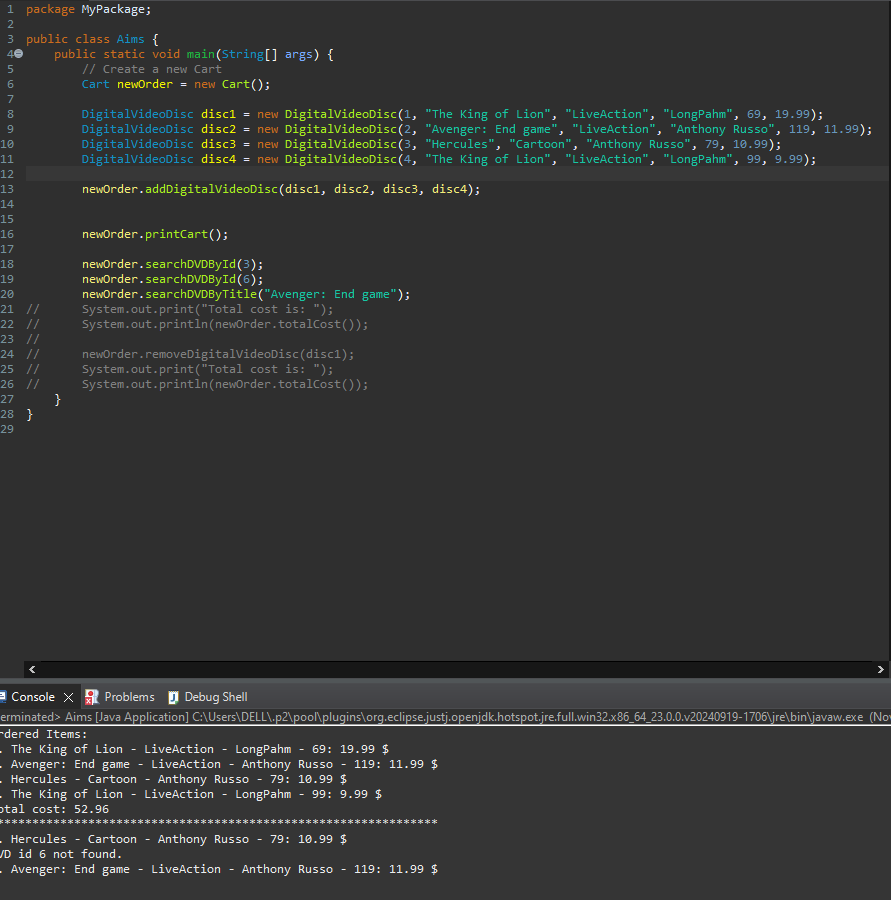 1 package MyPackage;
2
3 public class Aims {
4 public static void main(String[] args) {
5 // Create a new Cart
6 Cart newOrder = new Cart();
7
8 DigitalVideoDisc disc1 = new DigitalVideoDisc(1, "The King of Lion", "LiveAction", "LongPahm", 69, 19.99);
9 DigitalVideoDisc disc2 = new DigitalVideoDisc(2, "Avenger: End game", "LiveAction", "Anthony Russo", 119, 11.99);
10 DigitalVideoDisc disc3 = new DigitalVideoDisc(3, "Hercules", "Cartoon", "Anthony Russo", 79, 10.99);
11 DigitalVideoDisc disc4 = new DigitalVideoDisc(4, "The King of Lion", "LiveAction", "LongPahm", 99, 9.99);
12
13 newOrder.addDigitalVideoDisc(disc1, disc2, disc3, disc4);
14
15
16 newOrder.printCart();
17
18 newOrder.searchDVDById(3);
19 newOrder.searchDVDById(6);
20 newOrder.searchDVDByTitle("Avenger: End game");
21 // System.out.print("Total cost is: ");
22 // System.out.println(newOrder.totalCost());
23 //
24 // newOrder.removeDigitalVideoDisc(disc1);
25 // System.out.print("Total cost is: ");
26 // System.out.println(newOrder.totalCost());
27 }
28 }
29
Console Problems Debug Shell
erminated> Aims [Java Application] C:\Users\DELL\.p2\pool\plugins\org.eclipse.justj.openjdk.hotspot.jre.full.win32.x86_64_23.0.0.v20240919-1706\jre\bin\javaw.exe (Nov
rdered Items:
. The King of Lion - LiveAction - LongPahm - 69: 19.99 $
. Avenger: End game - LiveAction - Anthony Russo - 119: 11.99 $
. Hercules - Cartoon - Anthony Russo - 79: 10.99 $
. The King of Lion - LiveAction - LongPahm - 99: 9.99 $
otal cost: 52.96
***************************************************************
. Hercules - Cartoon - Anthony Russo - 79: 10.99 $
VD id 6 not found.
. Avenger: End game - LiveAction - Anthony Russo - 119: 11.99 $